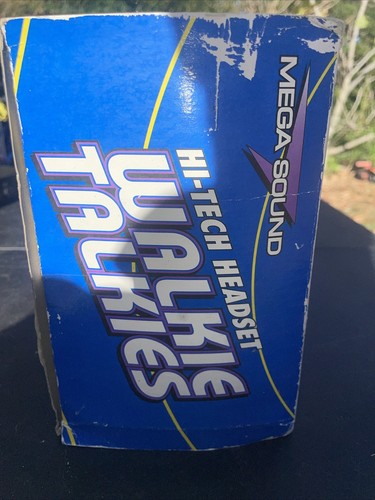 MEGA SOUND
HI-TECH HEADSET
WALKIE
TALKIES